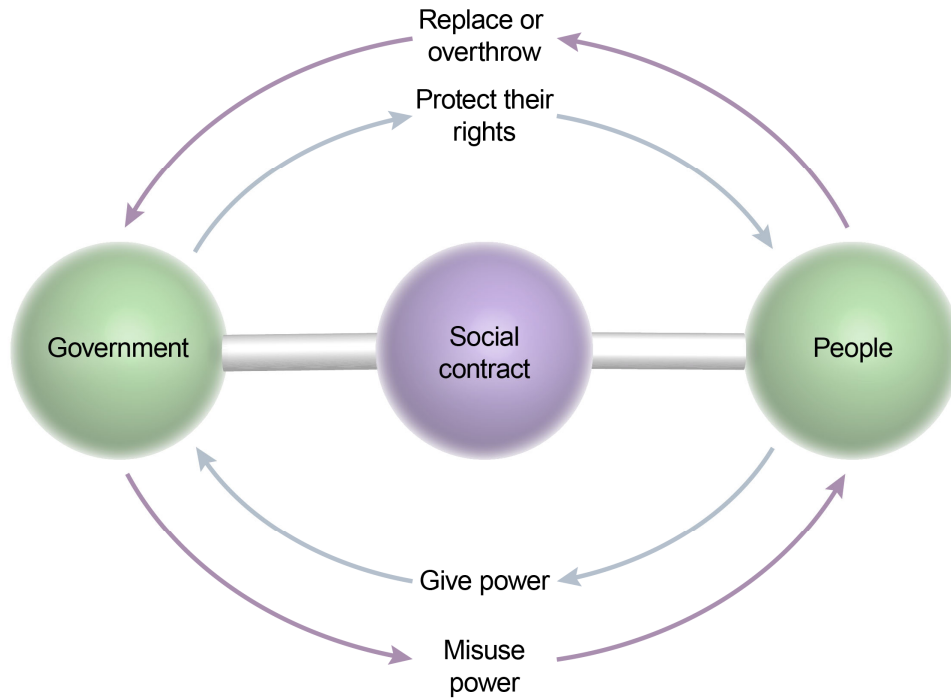 Replace or
overthrow
Protect their
rights
Government
Social
contract
People
Give power
Misuse
power